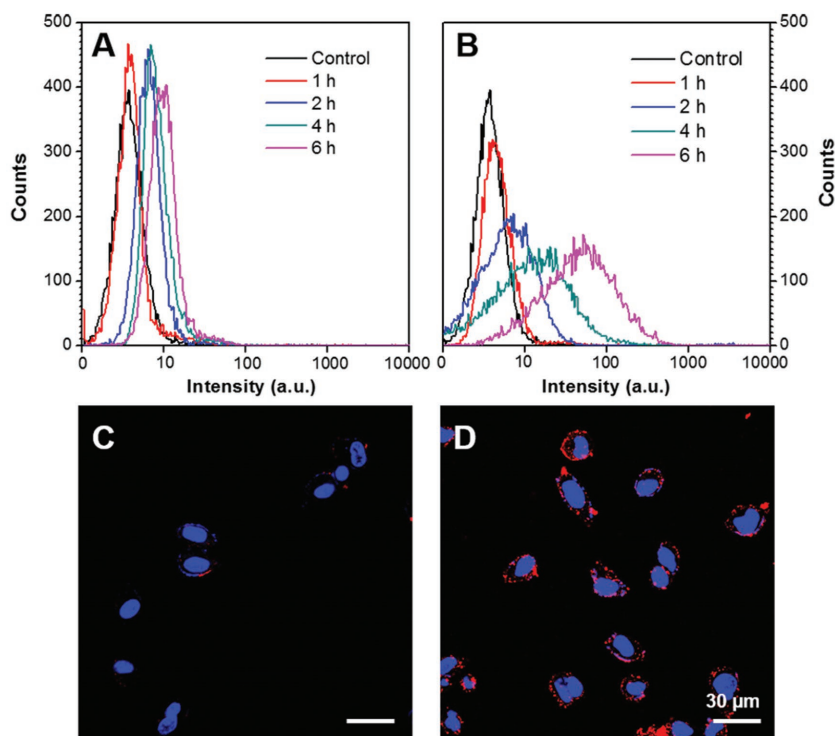 A
Control
1 h
2 h
4 h
6 h
Counts
500
400
300
200
100
0
0 10 100 1000 10000
Intensity (a.u.)
B
Control
1 h
2 h
4 h
6 h
Counts
500
400
300
200
100
0
0 10 100 1000 10000
Intensity (a.u.)
C
D
30 µm